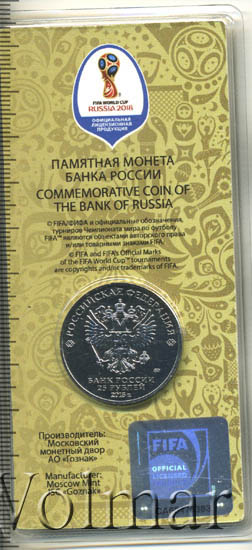 FIFA WORLD CUP
RUSSIA 2018
ОФИЦИАЛЬНАЯ
ЛИЦЕНЗИОННАЯ
ПРОДУКЦИЯ
ПАМЯТНАЯ МОНЕТА
БАНКА РОССИИ
COMMEMORATIVE COIN OF
THE BANK OF RUSSIA
© FIFA/ФИФА и официальные обозначения
турниров Чемпионата мира по футболу
FIFA™ являются объектами авторского права
и/или товарными знаками FIFA.
© FIFA and FIFA's Official Marks
of the FIFA World Cup™ tournaments
are copyrights and/or trademarks of FIFA.
РОССИЙСКАЯ ФЕДЕРАЦИЯ
БАНК РОССИИ
25 РУБЛЕЙ
2018 г.
Производитель:
Московский
монетный двор
АО «Гознак»
Manufacturer:
Moscow Mint
JSC «Goznak»
FIFA
OFFICIAL
LICENSED
Volmar